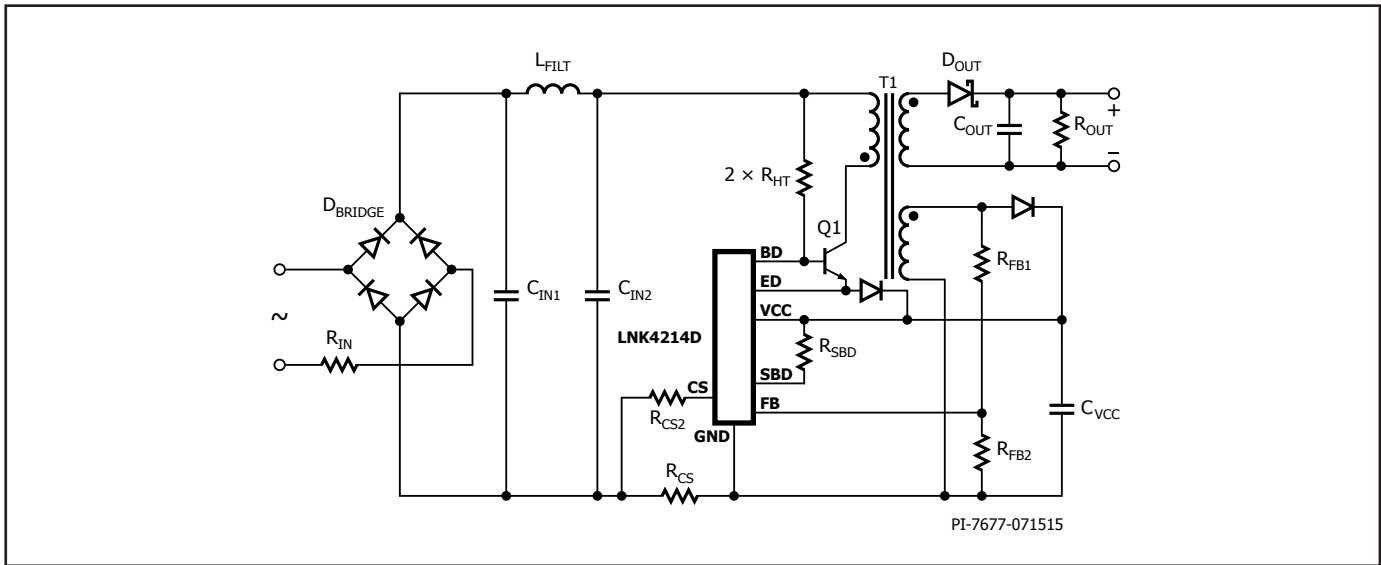 L_FILT
D_OUT
T1
C_OUT
R_OUT
+
–
2 × R_HT
D_BRIDGE
Q1
BD
R_FB1
ED
C_IN1
C_IN2
VCC
~
LNK4214D
R_SBD
R_IN
SBD
CS
FB
C_VCC
R_CS2
GND
R_FB2
R_CS
PI-7677-071515